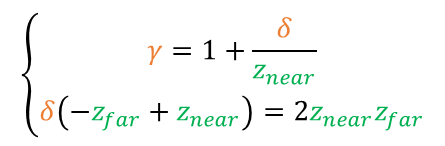 γ = 1 + δ/z_near
δ(−z_far + z_near) = 2z_near z_far